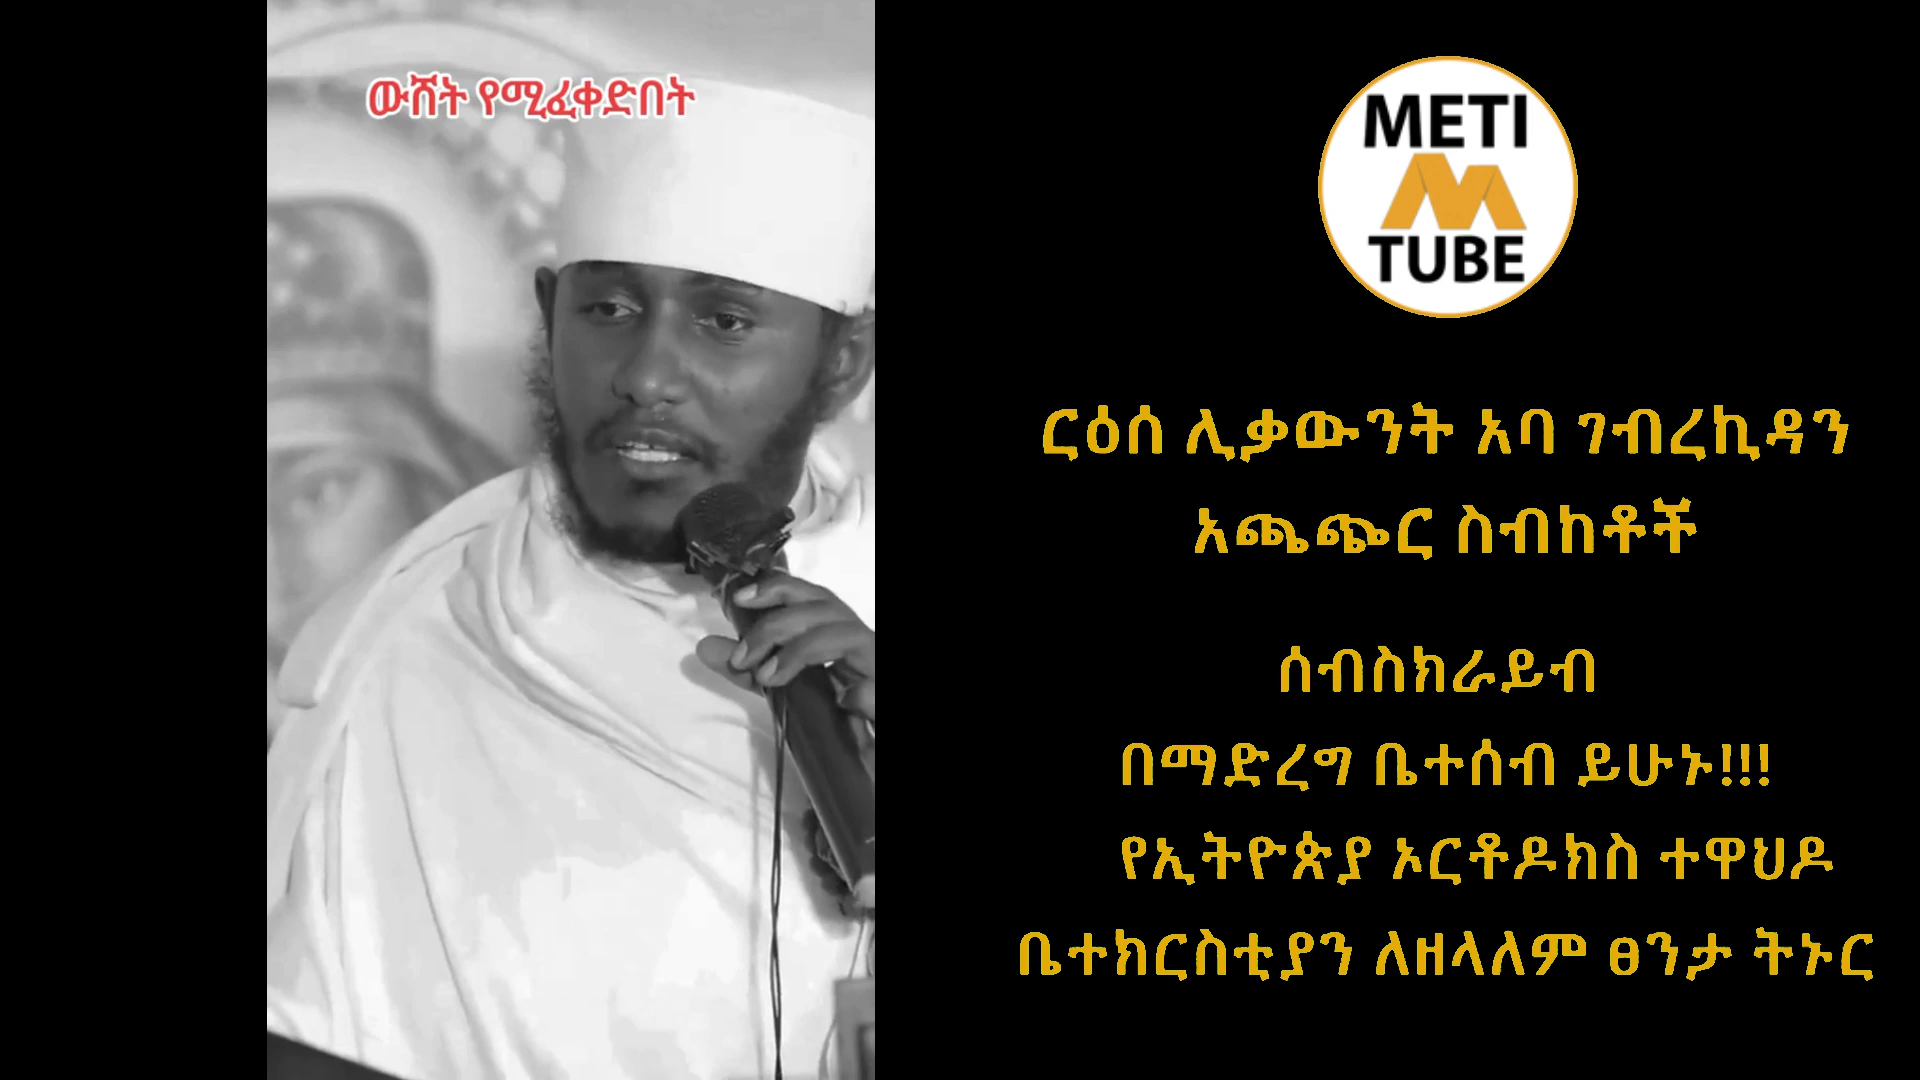 ውሸት የሚፈቀድበት
METI
TUBE
ርዕሰ ሊቃውንት አባ ገብረኪዳን
አጫጭር ስብከቶች
ሰብስክራይብ
በማድረግ ቤተሰብ ይሁኑ!!!
የኢትዮጵያ ኦርቶዶክስ ተዋህዶ
ቤተክርስቲያን ለዘላለም ፀንታ ትኑር